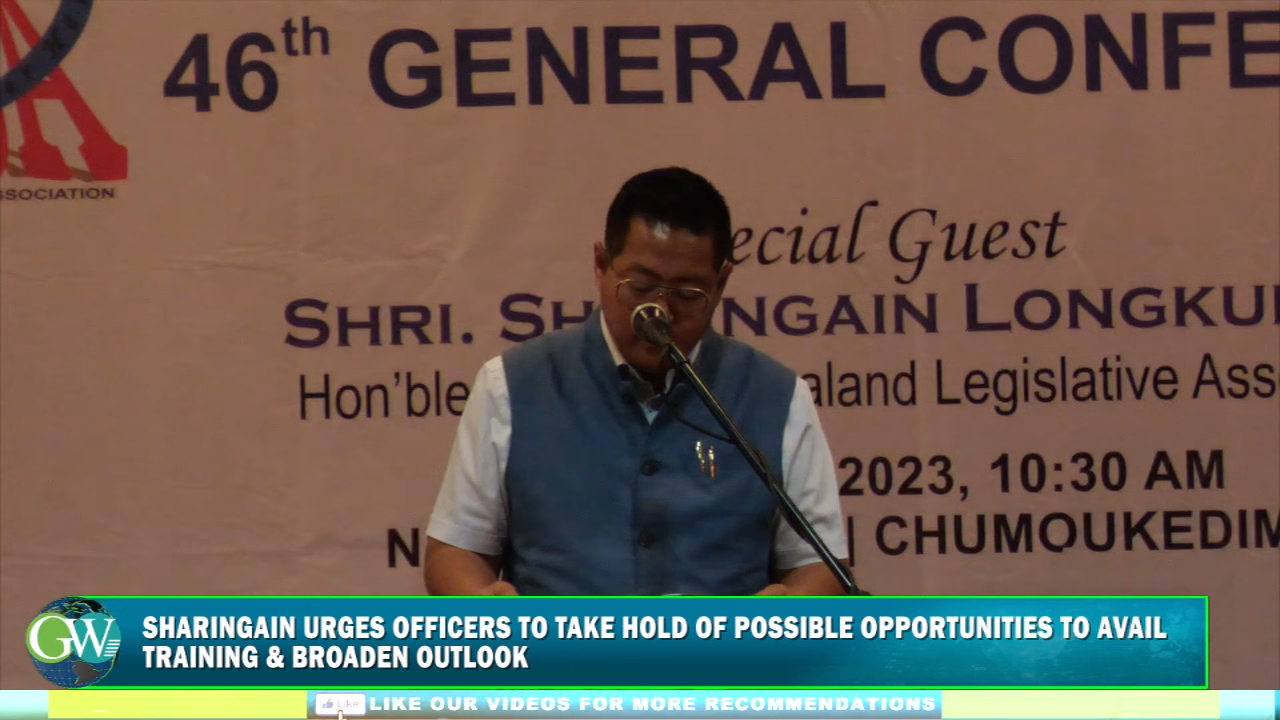 46th GENERAL CONFE
SSOCIATION
ecial Guest
SHRI. SH NGAIN LONGKU
Hon'ble aland Legislative Ass
2023, 10:30 AM
N | CHUMOUKEDIM
GW
SHARINGAIN URGES OFFICERS TO TAKE HOLD OF POSSIBLE OPPORTUNITIES TO AVAIL
TRAINING & BROADEN OUTLOOK
Like
LIKE OUR VIDEOS FOR MORE RECOMMENDATIONS